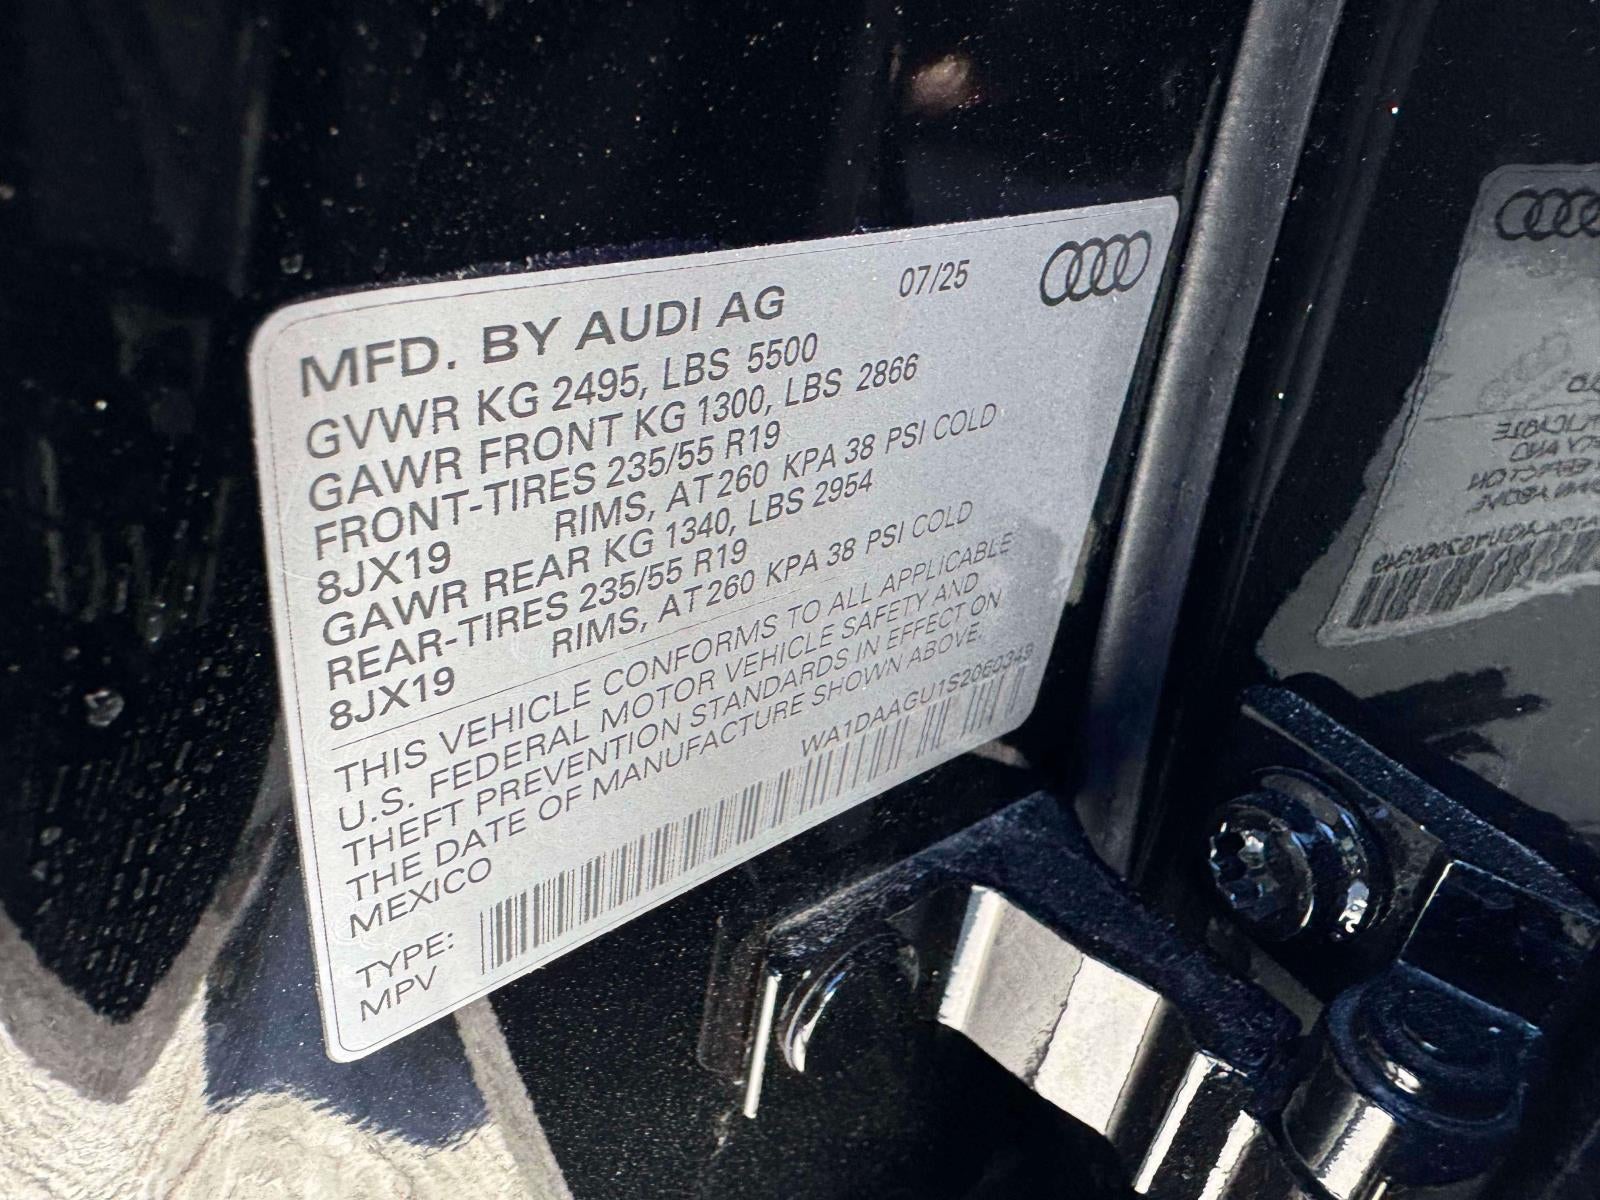 MFD. BY AUDI AG 07/25
GVWR KG 2495, LBS 5500
GAWR FRONT KG 1300, LBS 2866
FRONT-TIRES 235/55 R19
8JX19 RIMS, AT 260 KPA 38 PSI COLD
GAWR REAR KG 1340, LBS 2954
REAR-TIRES 235/55 R19
8JX19 RIMS, AT 260 KPA 38 PSI COLD
THIS VEHICLE CONFORMS TO ALL APPLICABLE
U.S. FEDERAL MOTOR VEHICLE SAFETY AND
THEFT PREVENTION STANDARDS IN EFFECT ON
THE DATE OF MANUFACTURE SHOWN ABOVE.
MEXICO WA1DAAGU1S2060349
TYPE:
MPV